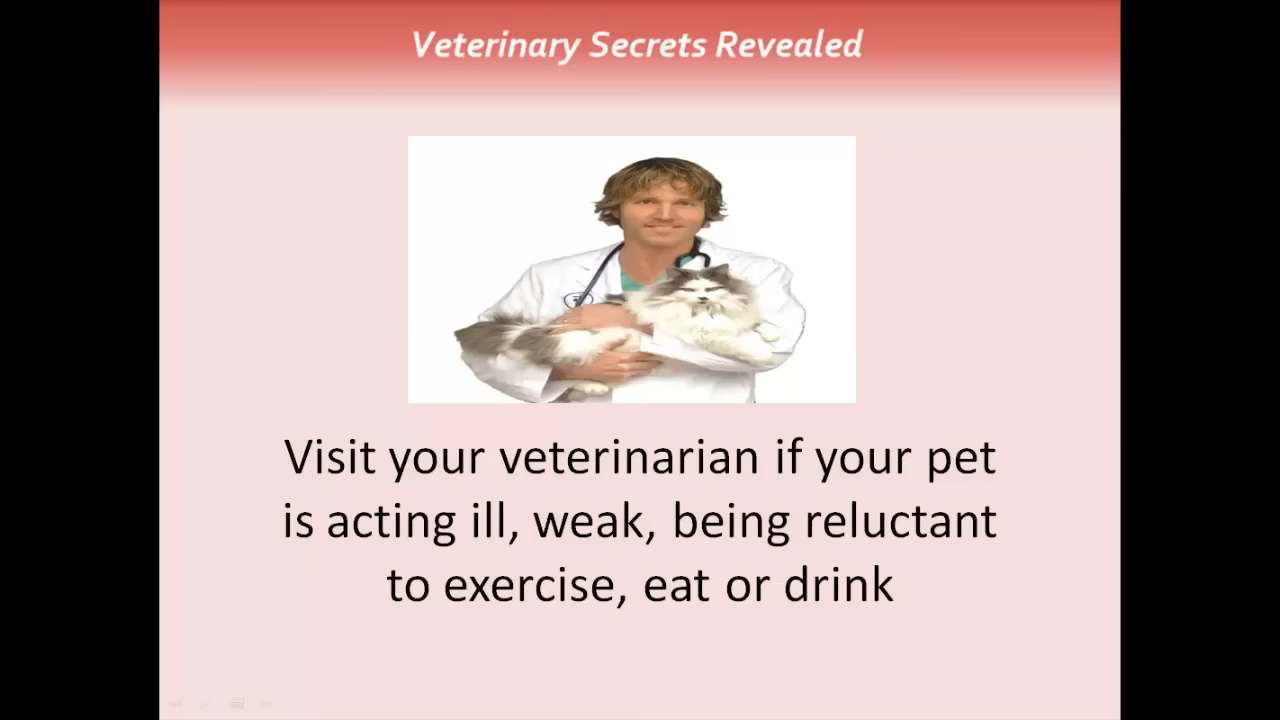 Veterinary Secrets Revealed
Visit your veterinarian if your pet
is acting ill, weak, being reluctant
to exercise, eat or drink